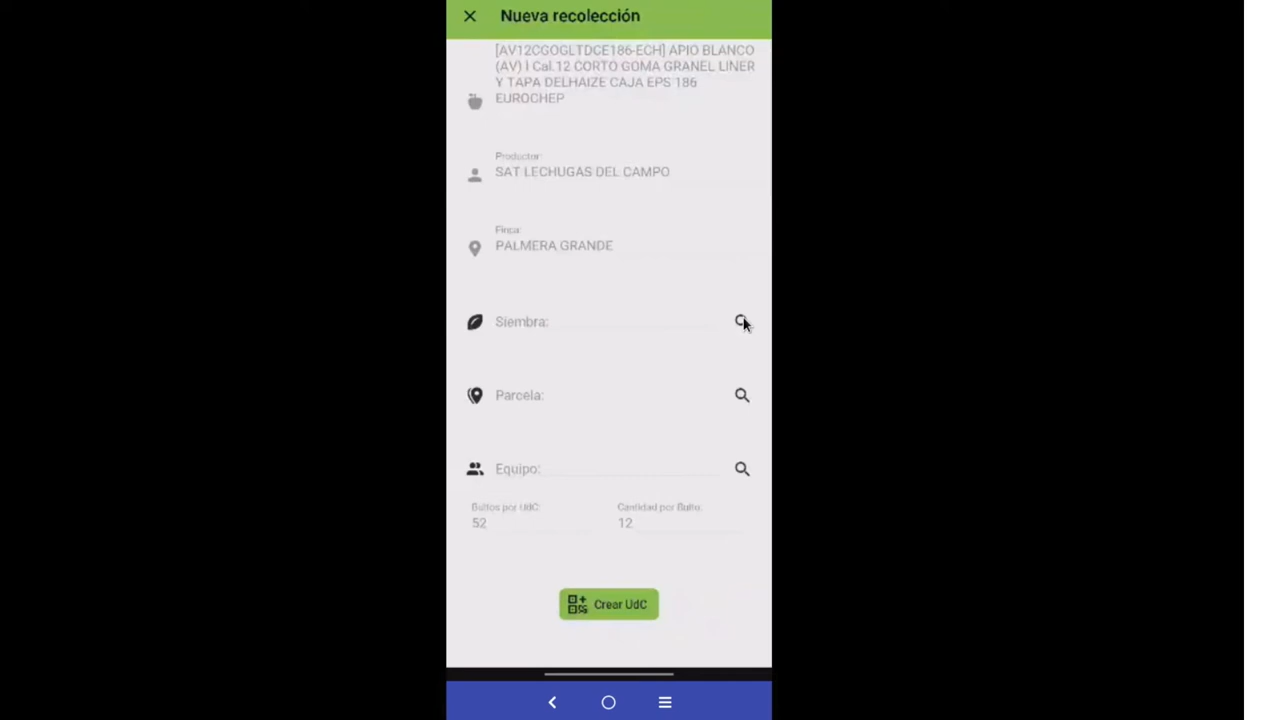 Nueva recolección
[AV12CGOGLTDCE186-ECH] APIO BLANCO
(AV) l Cal.12 CORTO GOMA GRANEL LINER
Y TAPA DELHAIZE CAJA EPS 186
EUROCHEP
Productor:
SAT LECHUGAS DEL CAMPO
Finca:
PALMERA GRANDE
Siembra:
Parcela:
Equipo:
Bultos por UdC: Cantidad por Bulto:
52 12
Crear UdC